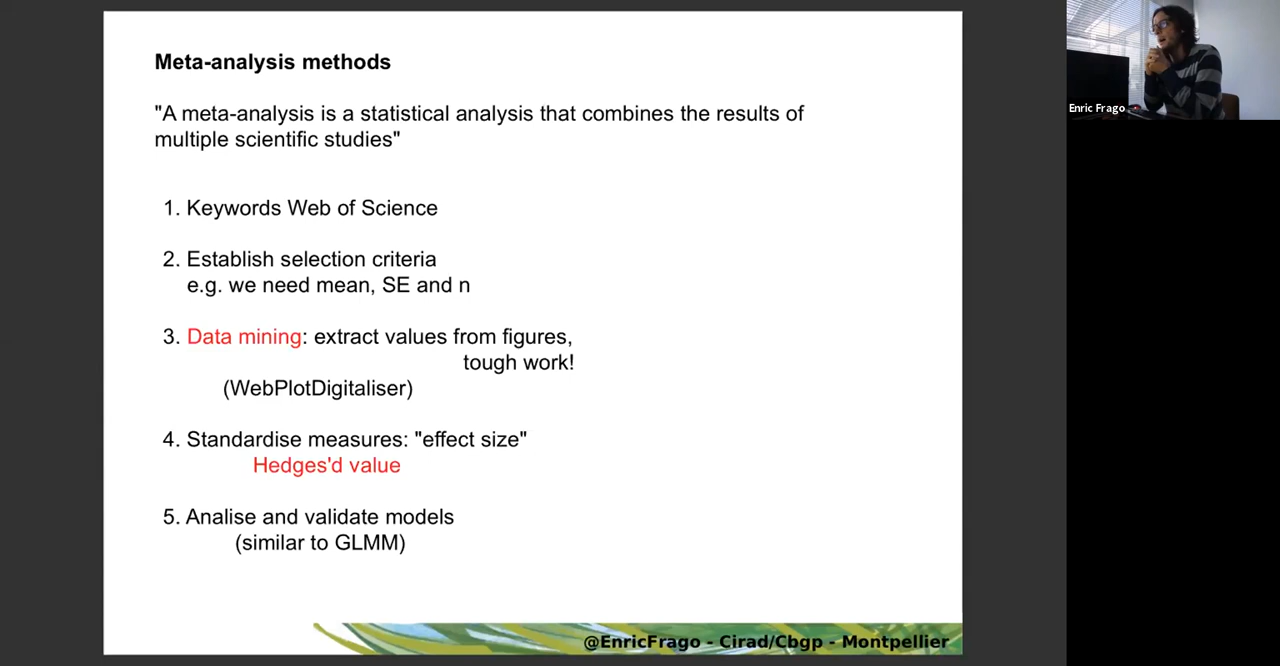 Meta-analysis methods
"A meta-analysis is a statistical analysis that combines the results of
multiple scientific studies"
1. Keywords Web of Science
2. Establish selection criteria
e.g. we need mean, SE and n
3. Data mining: extract values from figures,
tough work!
(WebPlotDigitaliser)
4. Standardise measures: "effect size"
Hedges'd value
5. Analise and validate models
(similar to GLMM)
@EnricFrago - Cirad/Cbgp - Montpellier
Enric Frago